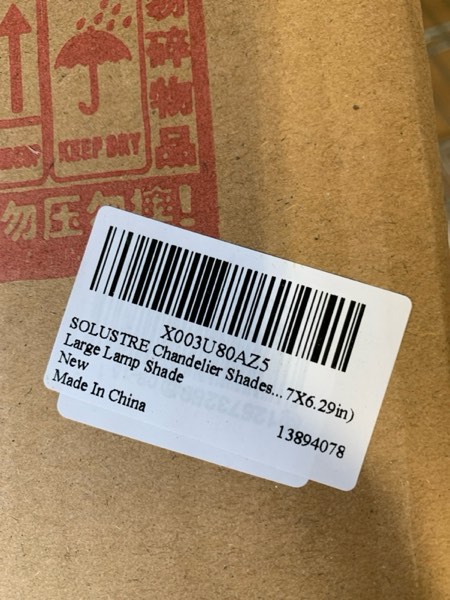 易碎物品
KEEP DAY
勿压勿摔!
X003U80AZ5
SOLUSTRE Chandelier Shades... 7X6.29in)
Large Lamp Shade
New
Made In China
13894078